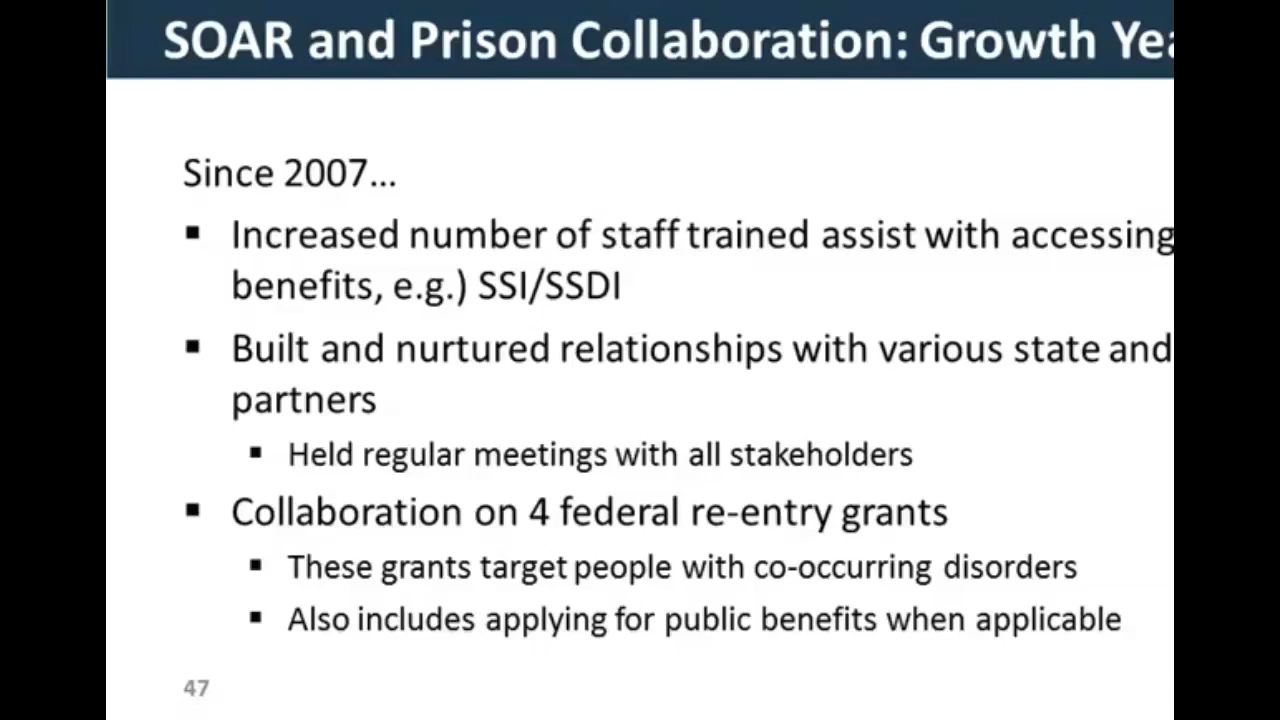 SOAR and Prison Collaboration: Growth
Since 2007...
▪ Increased number of staff trained assist with accessing
benefits, e.g.) SSI/SSDI
▪ Built and nurtured relationships with various state and
partners
▪ Held regular meetings with all stakeholders
▪ Collaboration on 4 federal re-entry grants
▪ These grants target people with co-occurring disorders
▪ Also includes applying for public benefits when applicable
47